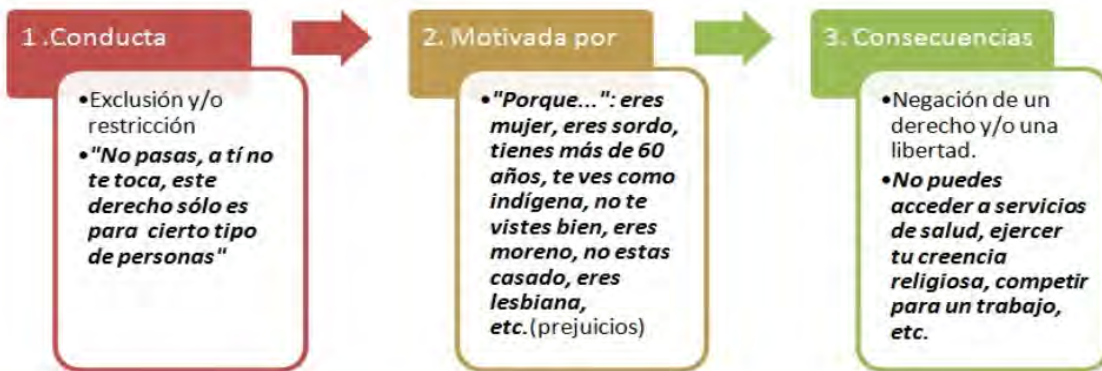 1 .Conducta
•Exclusión y/o
restricción
•"No pasas, a tí no
te toca, este
derecho sólo es
para cierto tipo
de personas"
2. Motivada por
•"Porque...": eres
mujer, eres sordo,
tienes más de 60
años, te ves como
indígena, no te
vistes bien, eres
moreno, no estas
casado, eres
lesbiana,
etc.(prejuicios)
3. Consecuencias
•Negación de un
derecho y/o una
libertad.
•No puedes
acceder a servicios
de salud, ejercer
tu creencia
religiosa, competir
para un trabajo,
etc.